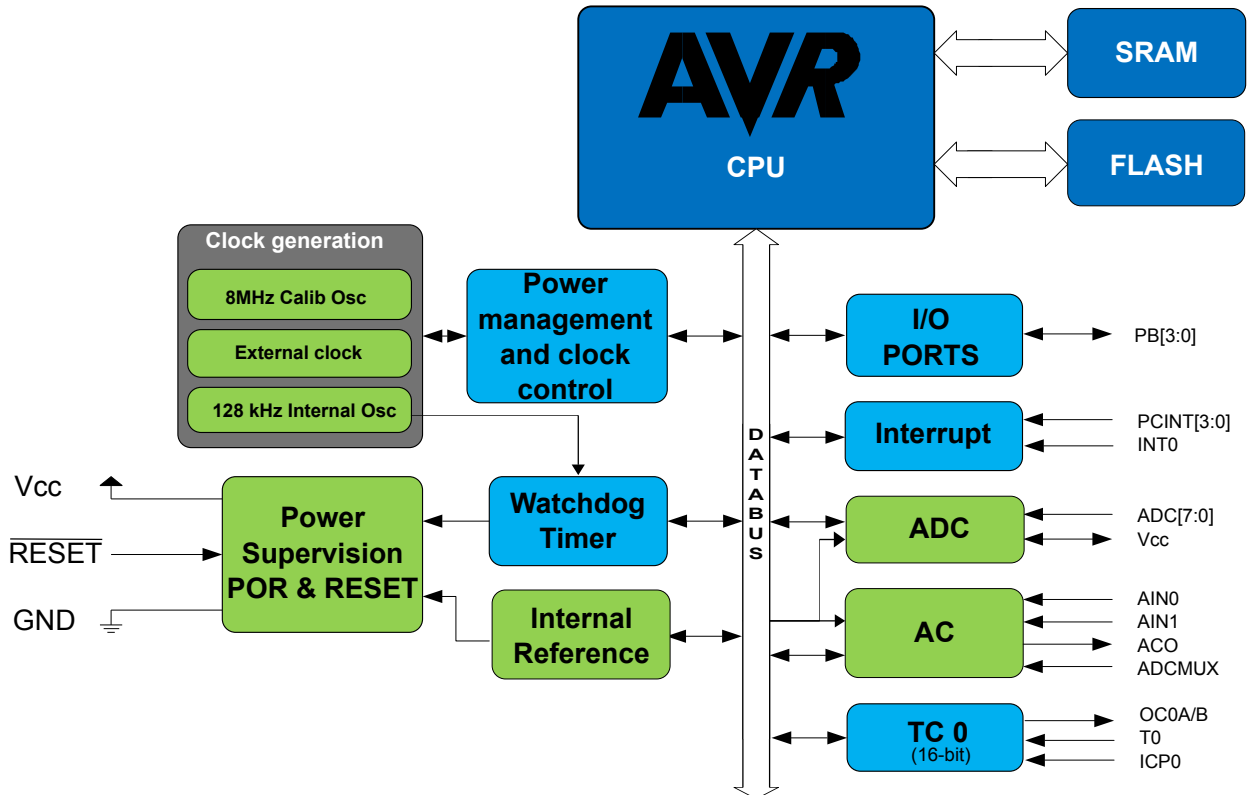 AVR
CPU
SRAM
FLASH
Clock generation
8MHz Calib Osc
External clock
128 kHz Internal Osc
Power
management
and clock
control
I/O
PORTS
PB[3:0]
Interrupt
PCINT[3:0]
INT0
DATABUS
Vcc
RESET
GND
Power
Supervision
POR & RESET
Watchdog
Timer
Internal
Reference
ADC
ADC[7:0]
Vcc
AC
AIN0
AIN1
ACO
ADCMUX
TC 0
(16-bit)
OC0A/B
T0
ICP0